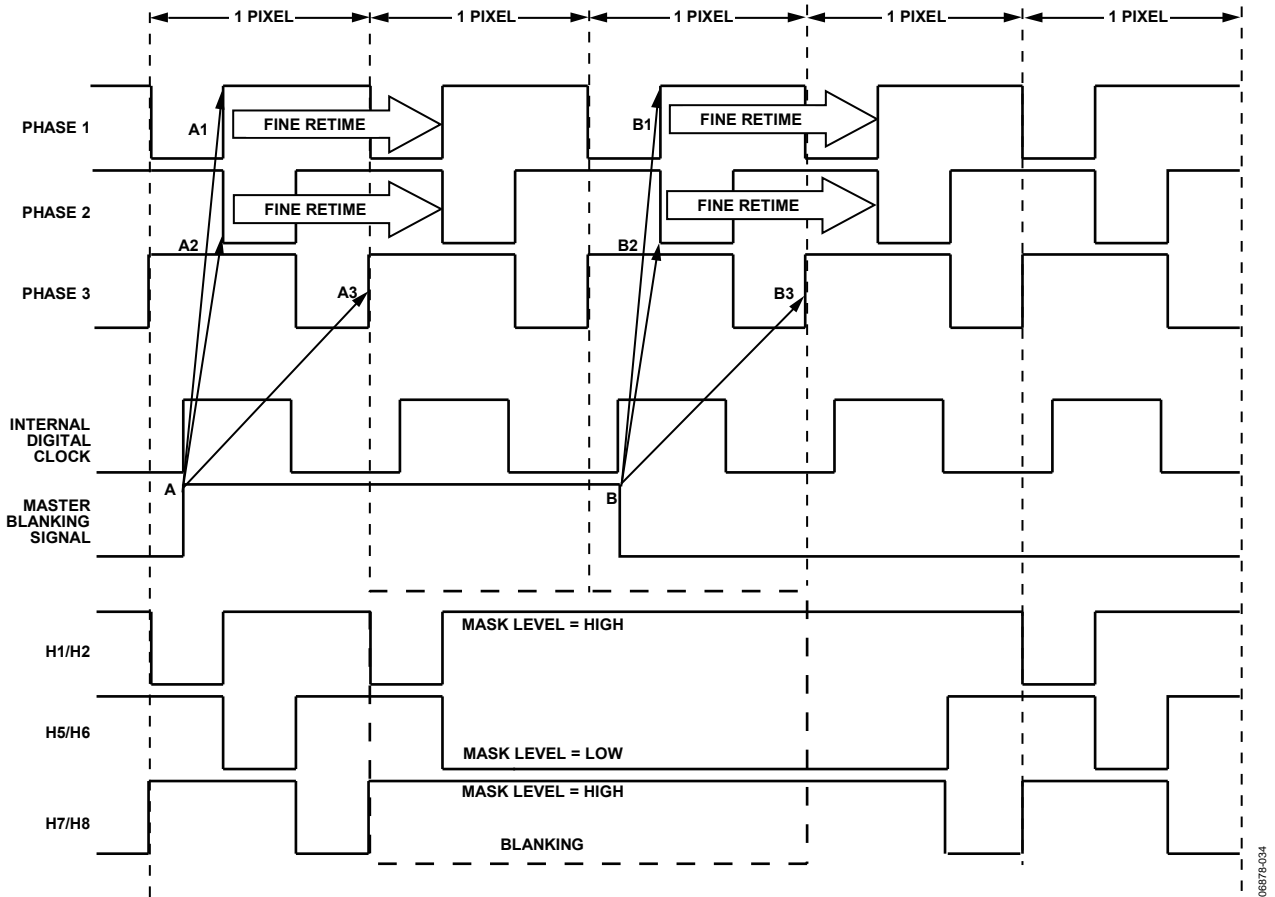 1 PIXEL
1 PIXEL
1 PIXEL
1 PIXEL
1 PIXEL
PHASE 1
A1
FINE RETIME
B1
FINE RETIME
PHASE 2
FINE RETIME
FINE RETIME
A2
B2
PHASE 3
A3
B3
INTERNAL
DIGITAL
CLOCK
A
B
MASTER
BLANKING
SIGNAL
H1/H2
MASK LEVEL = HIGH
H5/H6
MASK LEVEL = LOW
H7/H8
MASK LEVEL = HIGH
BLANKING
06878-034